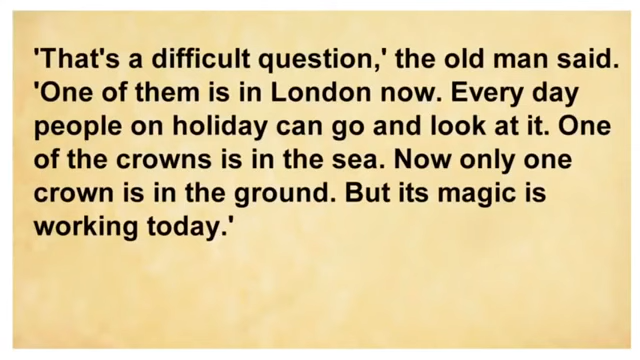 'That's a difficult question,' the old man said.
'One of them is in London now. Every day
people on holiday can go and look at it. One
of the crowns is in the sea. Now only one
crown is in the ground. But its magic is
working today.'